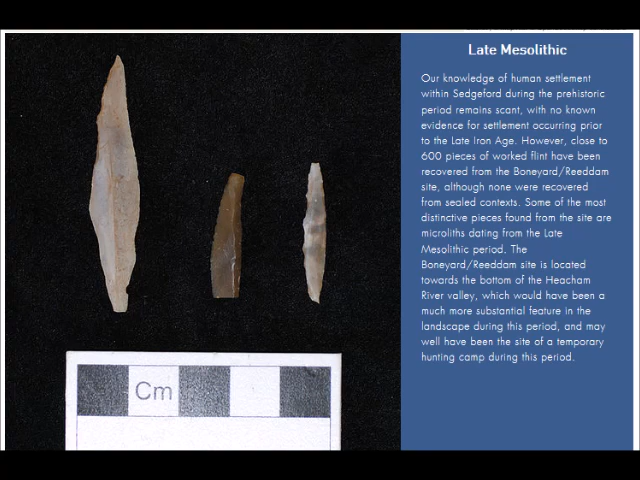 Late Mesolithic
Our knowledge of human settlement
within Sedgeford during the prehistoric
period remains scant, with no known
evidence for settlement occurring prior
to the Late Iron Age. However, close to
600 pieces of worked flint have been
recovered from the Boneyard/Reeddam
site, although none were recovered
from sealed contexts. Some of the most
distinctive pieces found from the site are
microliths dating from the Late
Mesolithic period. The
Boneyard/Reeddam site is located
towards the bottom of the Heacham
River valley, which would have been a
much more substantial feature in the
landscape during this period, and may
well have been the site of a temporary
hunting camp during this period.
Cm